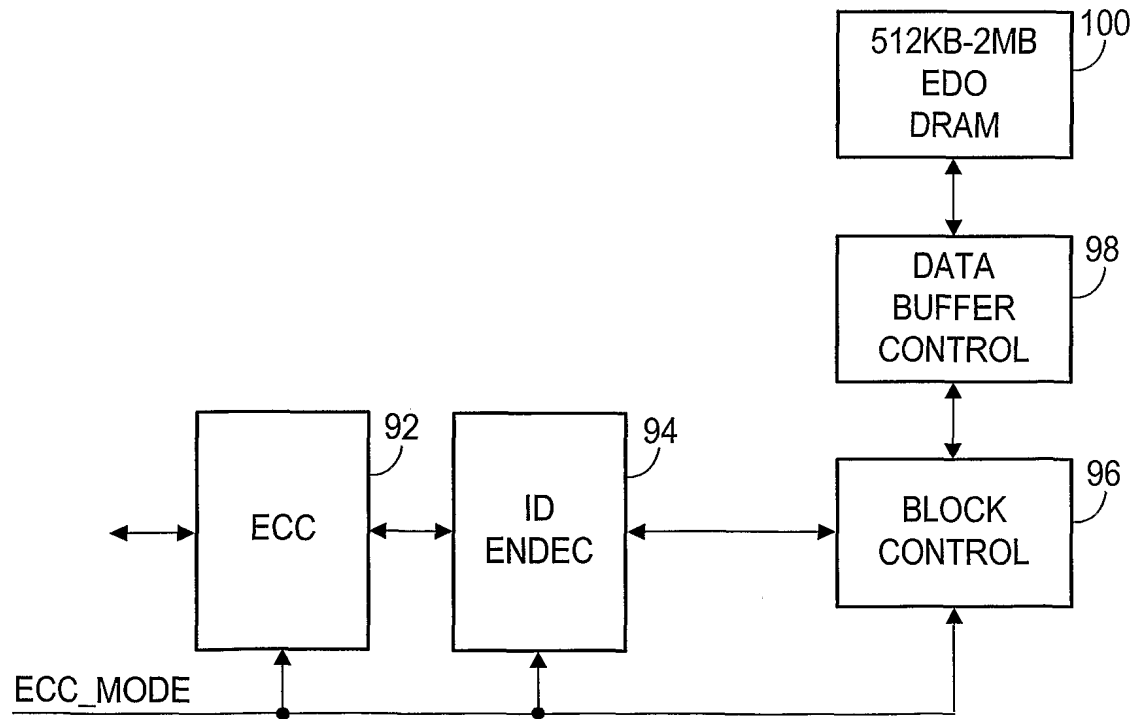 100
512KB-2MB
EDO
DRAM
98
DATA
BUFFER
CONTROL
92
ECC
94
ID
ENDEC
96
BLOCK
CONTROL
ECC_MODE